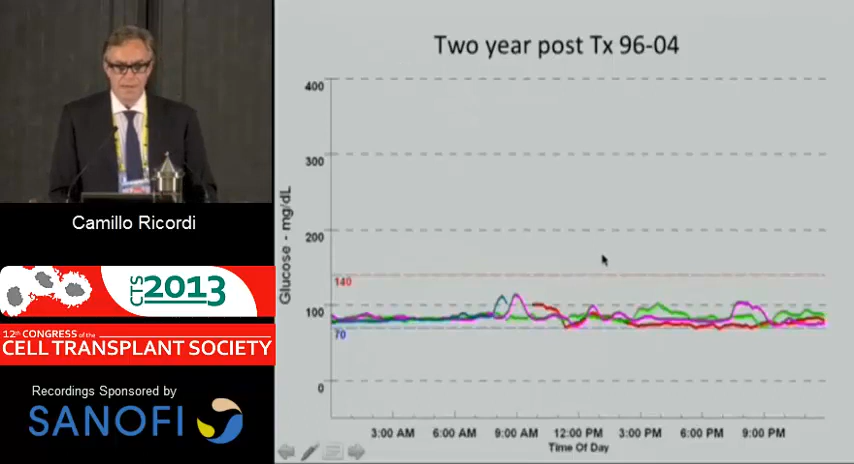 Camillo Ricordi
CTS
2013
12th CONGRESS of the
CELL TRANSPLANT SOCIETY
Recordings Sponsored by
SANOFI
Two year post Tx 96-04
Glucose - mg/dL
400
300
200
140
100
70
0
3:00 AM 6:00 AM 9:00 AM 12:00 PM 3:00 PM 6:00 PM 9:00 PM
Time Of Day